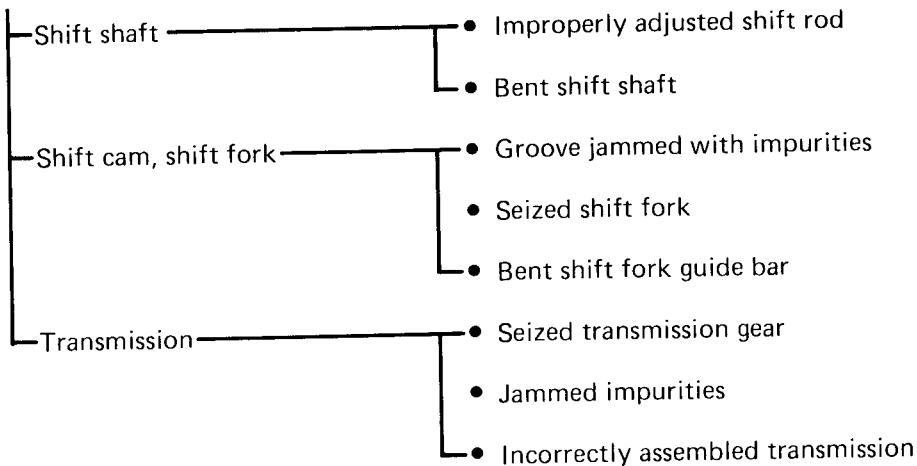 Shift shaft
• Improperly adjusted shift rod
• Bent shift shaft
Shift cam, shift fork
• Groove jammed with impurities
• Seized shift fork
• Bent shift fork guide bar
Transmission
• Seized transmission gear
• Jammed impurities
• Incorrectly assembled transmission